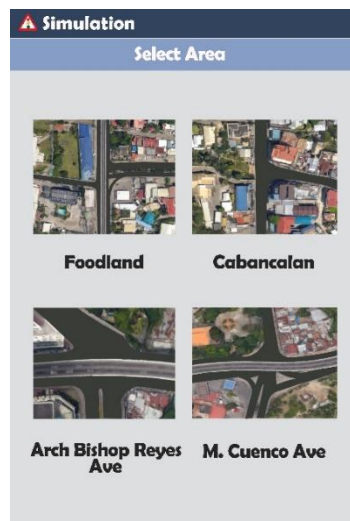 Simulation
Select Area
Foodland
Cabancalan
Arch Bishop Reyes
Ave
M. Cuenco Ave